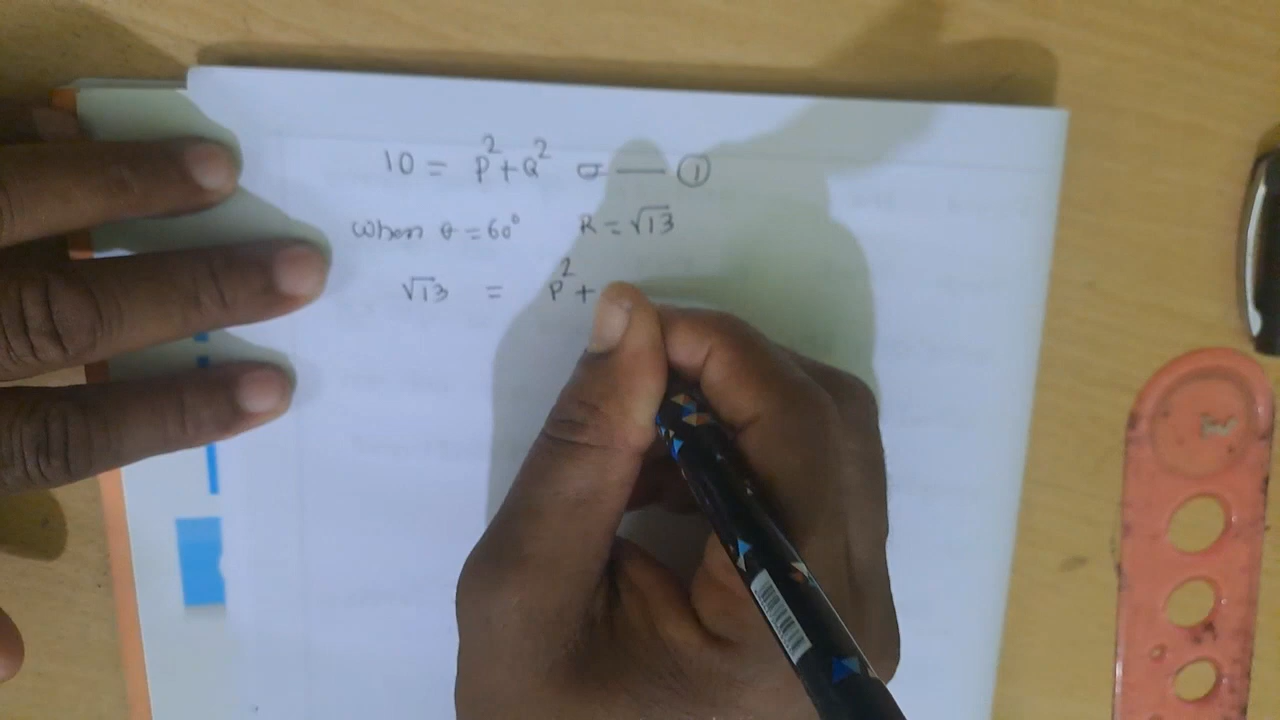 10 = P²+Q² — ①
when θ=60° R=√13
√13 = P²+